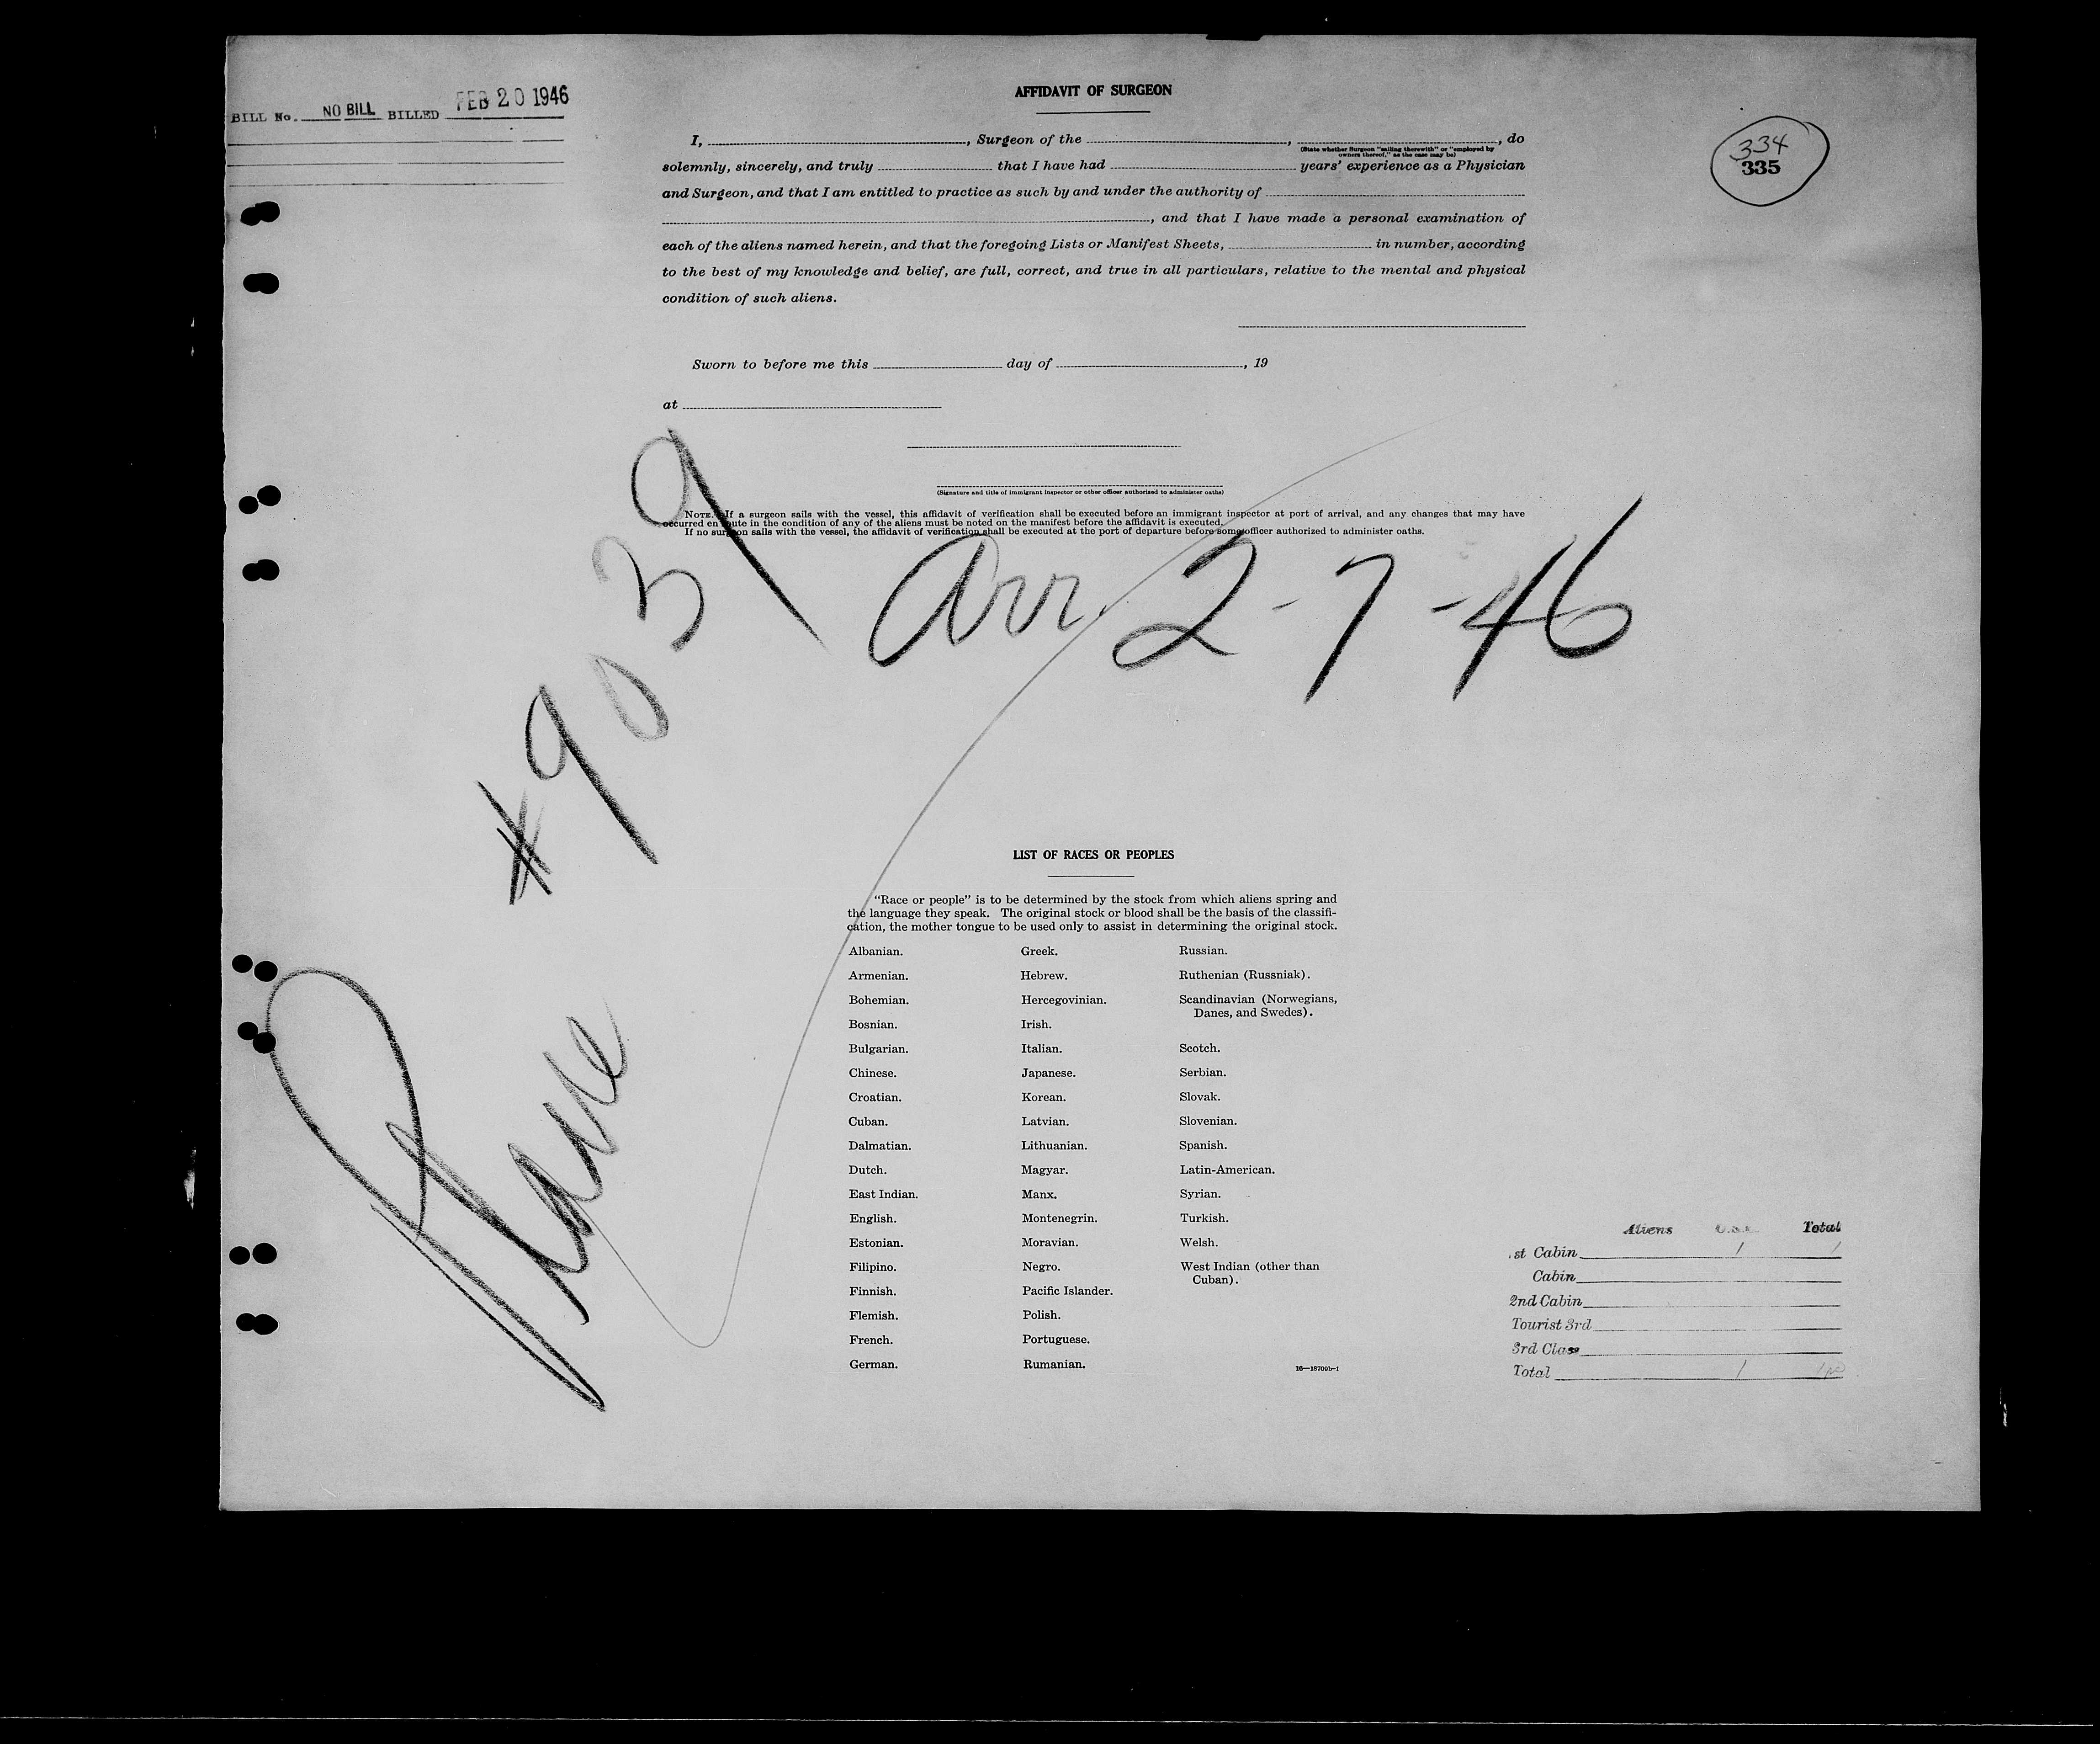 BILL No. NO BILL BILLED FEB 20 1946
AFFIDAVIT OF SURGEON
334
335
I, , Surgeon of the , , do
(State whether Surgeon "sailing therewith" or "employed by
owners thereof," as the case may be)
solemnly, sincerely, and truly that I have had years' experience as a Physician
and Surgeon, and that I am entitled to practice as such by and under the authority of
, and that I have made a personal examination of
each of the aliens named herein, and that the foregoing Lists or Manifest Sheets, in number, according
to the best of my knowledge and belief, are full, correct, and true in all particulars, relative to the mental and physical
condition of such aliens.
Sworn to before me this day of , 19
at
(Signature and title of immigrant inspector or other officer authorized to administer oaths)
NOTE.—If a surgeon sails with the vessel, this affidavit of verification shall be executed before an immigrant inspector at port of arrival, and any changes that may have
occurred en route in the condition of any of the aliens must be noted on the manifest before the affidavit is executed.
If no surgeon sails with the vessel, the affidavit of verification shall be executed at the port of departure before some officer authorized to administer oaths.
Arr. 2-7-46
Plane #9039
LIST OF RACES OR PEOPLES
"Race or people" is to be determined by the stock from which aliens spring and
the language they speak. The original stock or blood shall be the basis of the classifi-
cation, the mother tongue to be used only to assist in determining the original stock.
Albanian.
Armenian.
Bohemian.
Bosnian.
Bulgarian.
Chinese.
Croatian.
Cuban.
Dalmatian.
Dutch.
East Indian.
English.
Estonian.
Filipino.
Finnish.
Flemish.
French.
German.
Greek.
Hebrew.
Hercegovinian.
Irish.
Italian.
Japanese.
Korean.
Latvian.
Lithuanian.
Magyar.
Manx.
Montenegrin.
Moravian.
Negro.
Pacific Islander.
Polish.
Portuguese.
Rumanian.
Russian.
Ruthenian (Russniak).
Scandinavian (Norwegians,
Danes, and Swedes).
Scotch.
Serbian.
Slovak.
Slovenian.
Spanish.
Latin-American.
Syrian.
Turkish.
Welsh.
West Indian (other than
Cuban).
16—18709b-1
Aliens Total
st Cabin 1 1
Cabin
2nd Cabin
Tourist 3rd
3rd Class
Total 1